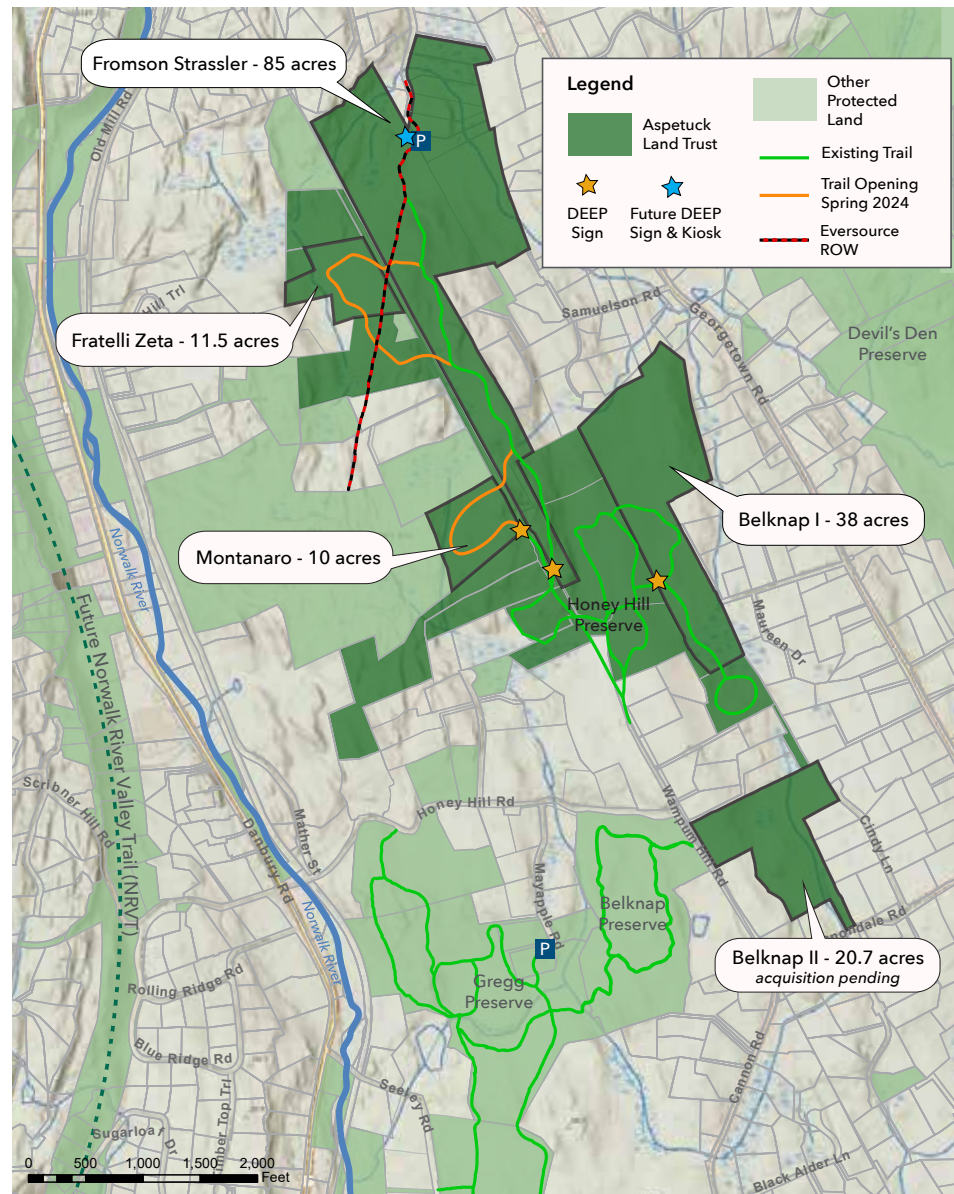 Fromson Strassler - 85 acres
Legend
Aspetuck
Land Trust
Other
Protected
Land
DEEP
Sign
Future DEEP
Sign & Kiosk
Existing Trail
Trail Opening
Spring 2024
Eversource
ROW
P
Old Mill Rd
Hill Trl
Samuelson Rd
Georgetown Rd
Devil's Den
Preserve
Fratelli Zeta - 11.5 acres
Belknap I - 38 acres
Montanaro - 10 acres
Norwalk River
Honey Hill
Preserve
Maureen Dr
Future Norwalk River Valley Trail (NRVT)
Scribner Hill Rd
Danbury Rd
Mather St
Honey Hill Rd
Wampum Hill Rd
Cindy Ln
Mayapple Rd
Belknap
Preserve
P
Norwalk River
nnondale Rd
Belknap II - 20.7 acres
acquisition pending
Rolling Ridge Rd
Gregg
Preserve
Blue Ridge Rd
Cannon Rd
Seeley Rd
mber Top Trl
Sugarloaf Dr
Black Alder Ln
0 500 1,000 1,500 2,000
Feet